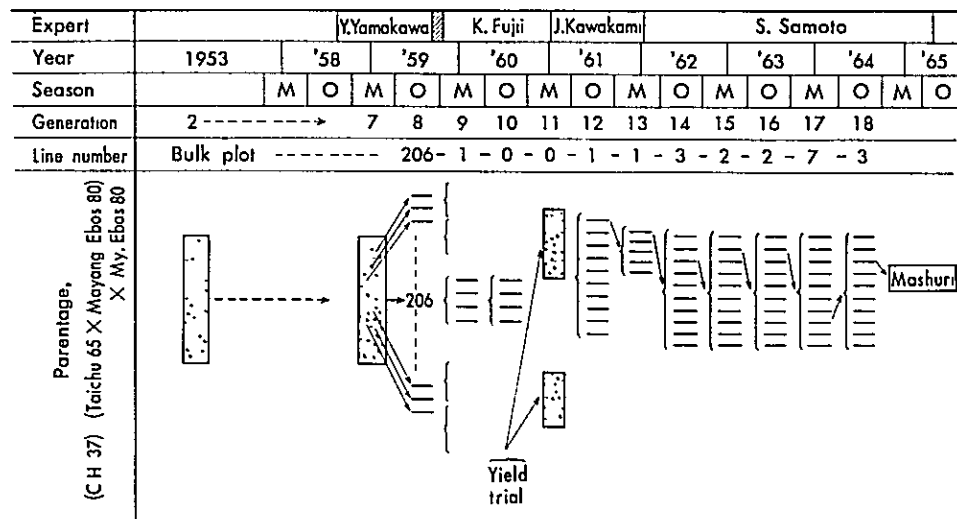 Expert Y.Yamakawa K. Fujii J.Kawakami S. Samoto
Year 1953 '58 '59 '60 '61 '62 '63 '64 '65
Season M O M O M O M O M O M O M O M O
Generation 2 -----------→ 7 8 9 10 11 12 13 14 15 16 17 18
Line number Bulk plot ------- 206- 1 - 0 - 0 - 1 - 1 - 3 - 2 - 2 - 7 - 3
Parentage,
(C H 37) (Taichu 65 × Mayang Ebos 80)
× My, Ebos 80
206
Mashuri
Yield
trial